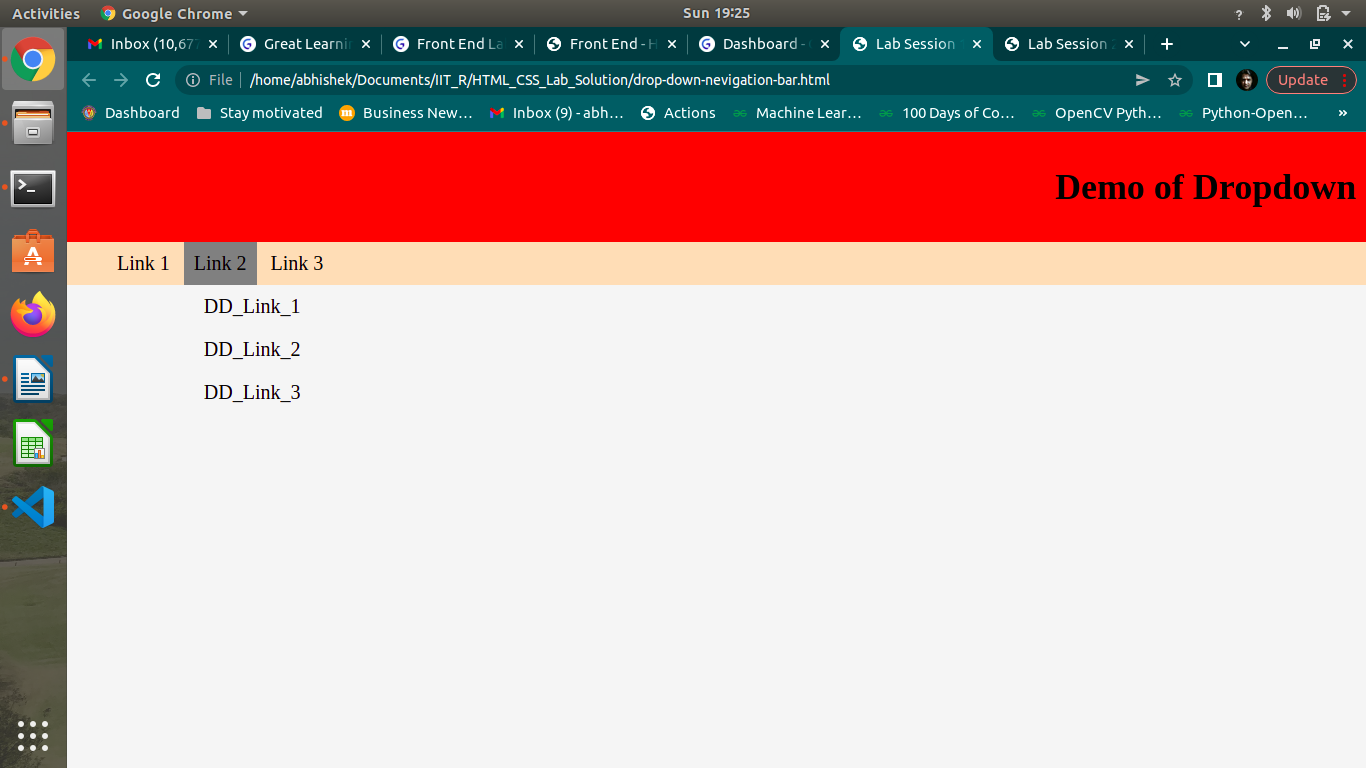 Activities Google Chrome Sun 19:25 ?
Inbox (10,677 Great Learni Front End La Front End - H Dashboard - Lab Session Lab Session
File /home/abhishek/Documents/IIT_R/HTML_CSS_Lab_Solution/drop-down-nevigation-bar.html Update
Dashboard Stay motivated Business New… Inbox (9) - abh… Actions Machine Lear… 100 Days of Co… OpenCV Pyth… Python-Open… »
Demo of Dropdown
Link 1 Link 2 Link 3
DD_Link_1
DD_Link_2
DD_Link_3